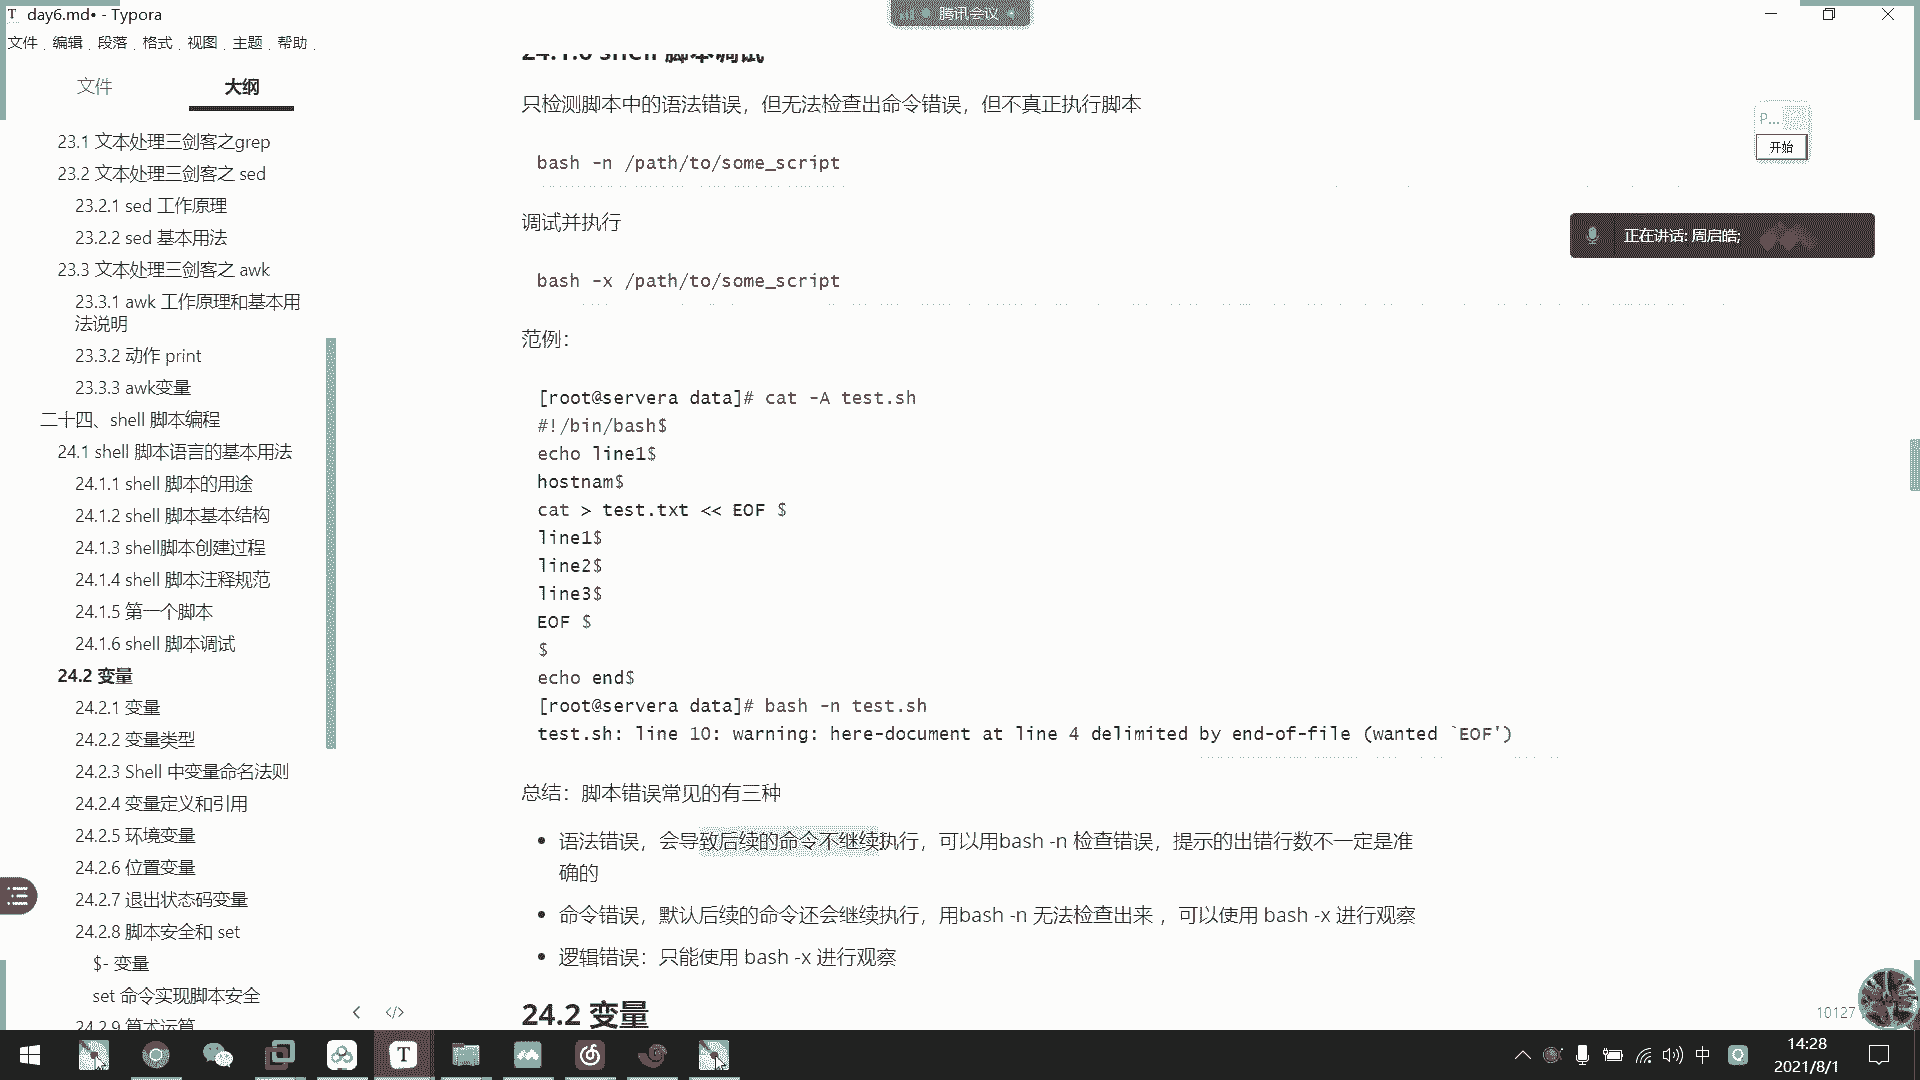 day6.md• - Typora
腾讯会议
文件 编辑 段落 格式 视图 主题 帮助
文件 大纲
23.1 文本处理三剑客之grep
23.2 文本处理三剑客之 sed
23.2.1 sed 工作原理
23.2.2 sed 基本用法
23.3 文本处理三剑客之 awk
23.3.1 awk 工作原理和基本用
法说明
23.3.2 动作 print
23.3.3 awk变量
二十四、shell 脚本编程
24.1 shell 脚本语言的基本用法
24.1.1 shell 脚本的用途
24.1.2 shell 脚本基本结构
24.1.3 shell脚本创建过程
24.1.4 shell 脚本注释规范
24.1.5 第一个脚本
24.1.6 shell 脚本调试
24.2 变量
24.2.1 变量
24.2.2 变量类型
24.2.3 Shell 中变量命名法则
24.2.4 变量定义和引用
24.2.5 环境变量
24.2.6 位置变量
24.2.7 退出状态码变量
24.2.8 脚本安全和 set
$- 变量
set 命令实现脚本安全
24.2.9 算术运算
24.1.6 shell 脚本调试
只检测脚本中的语法错误，但无法检查出命令错误，但不真正执行脚本
bash -n /path/to/some_script
调试并执行
bash -x /path/to/some_script
范例：
[root@servera data]# cat -A test.sh
#!/bin/bash$
echo line1$
hostnam$
cat > test.txt << EOF $
line1$
line2$
line3$
EOF $
$
echo end$
[root@servera data]# bash -n test.sh
test.sh: line 10: warning: here-document at line 4 delimited by end-of-file (wanted `EOF')
总结：脚本错误常见的有三种
• 语法错误，会导致后续的命令不继续执行，可以用bash -n 检查错误，提示的出错行数不一定是准
确的
• 命令错误，默认后续的命令还会继续执行，用bash -n 无法检查出来 ，可以使用 bash -x 进行观察
• 逻辑错误：只能使用 bash -x 进行观察
24.2 变量
P...
开始
正在讲话: 周启皓;
10127
中
14:28
2021/8/1